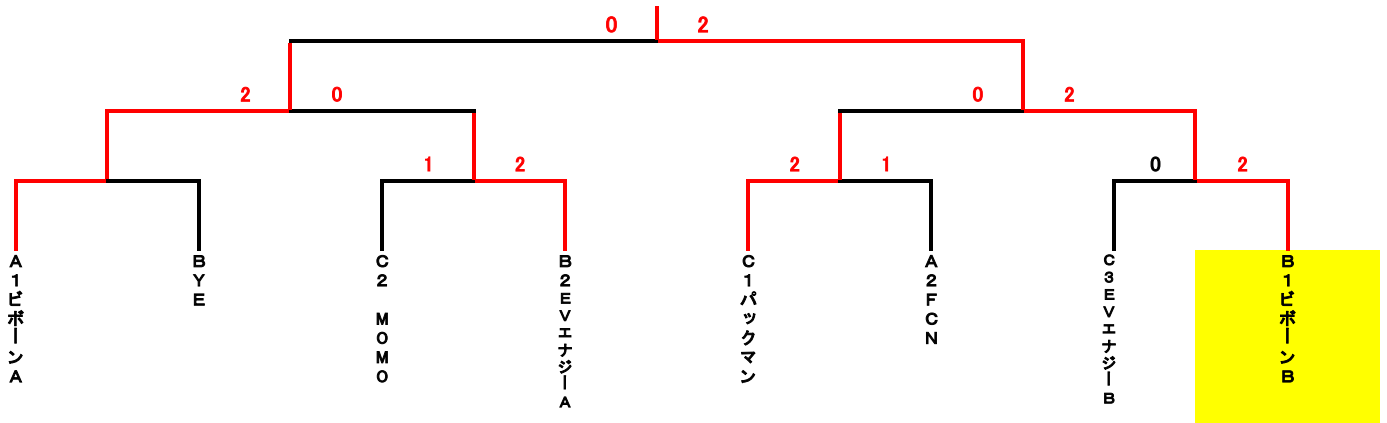 0 2
2 0
0 2
1 2
2 1
0 2
A1ビボーンA
BYE
C2 MOMO
B2EVエナジーA
C1パックマン
A2FCN
C3EVエナジーB
B1ビボーンB